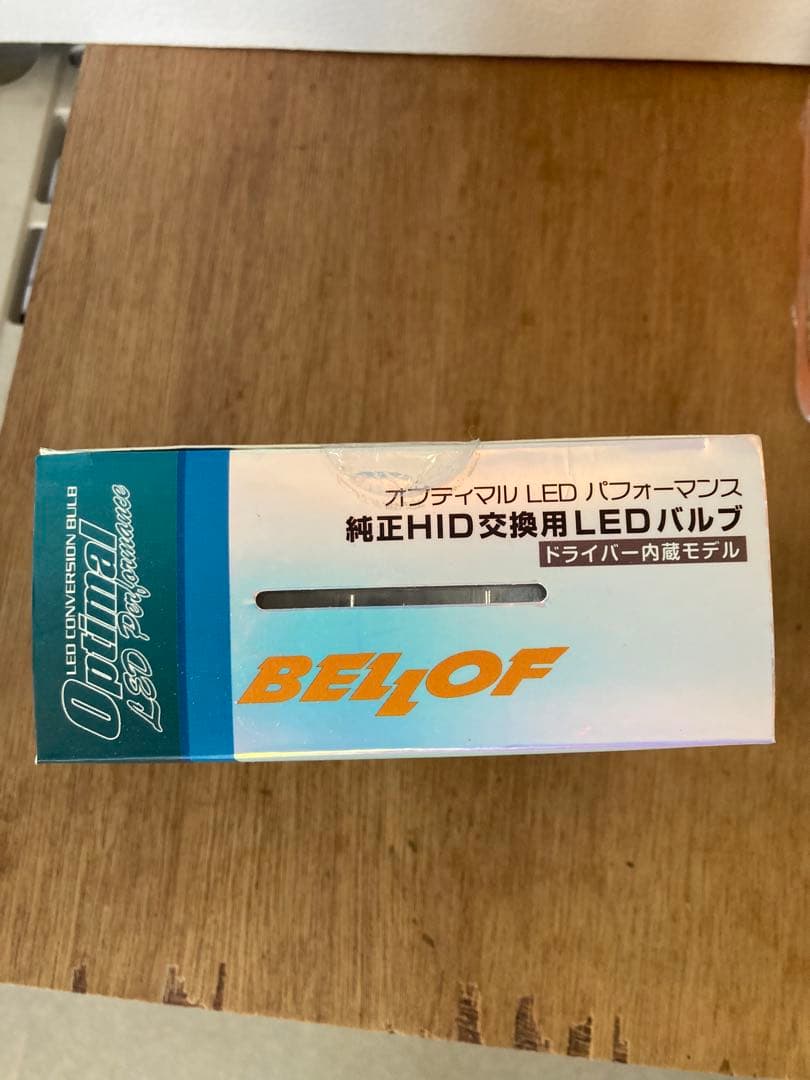 LED CONVERSION BULB
Optimal
LED Performance
オプティマル LED パフォーマンス
純正HID交換用LEDバルブ
ドライバー内蔵モデル
BELLOF